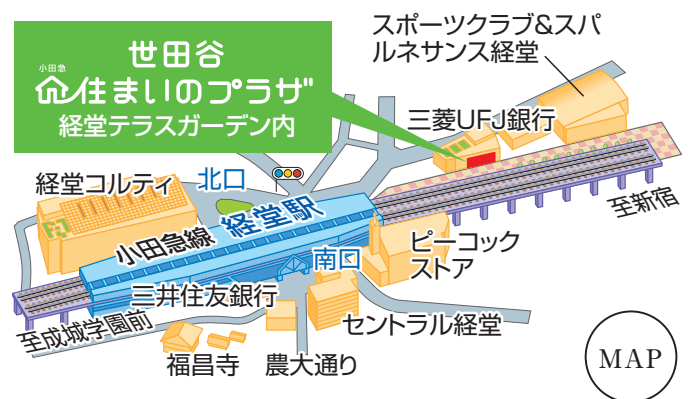 世田谷
小田急
住まいのプラザ
経堂テラスガーデン内
スポーツクラブ&スパ
ルネサンス経堂
三菱UFJ銀行
経堂コルティ
北口
至新宿
小田急線 経堂駅
ピーコック
ストア
南口
三井住友銀行
セントラル経堂
至成城学園前
福昌寺
農大通り
MAP